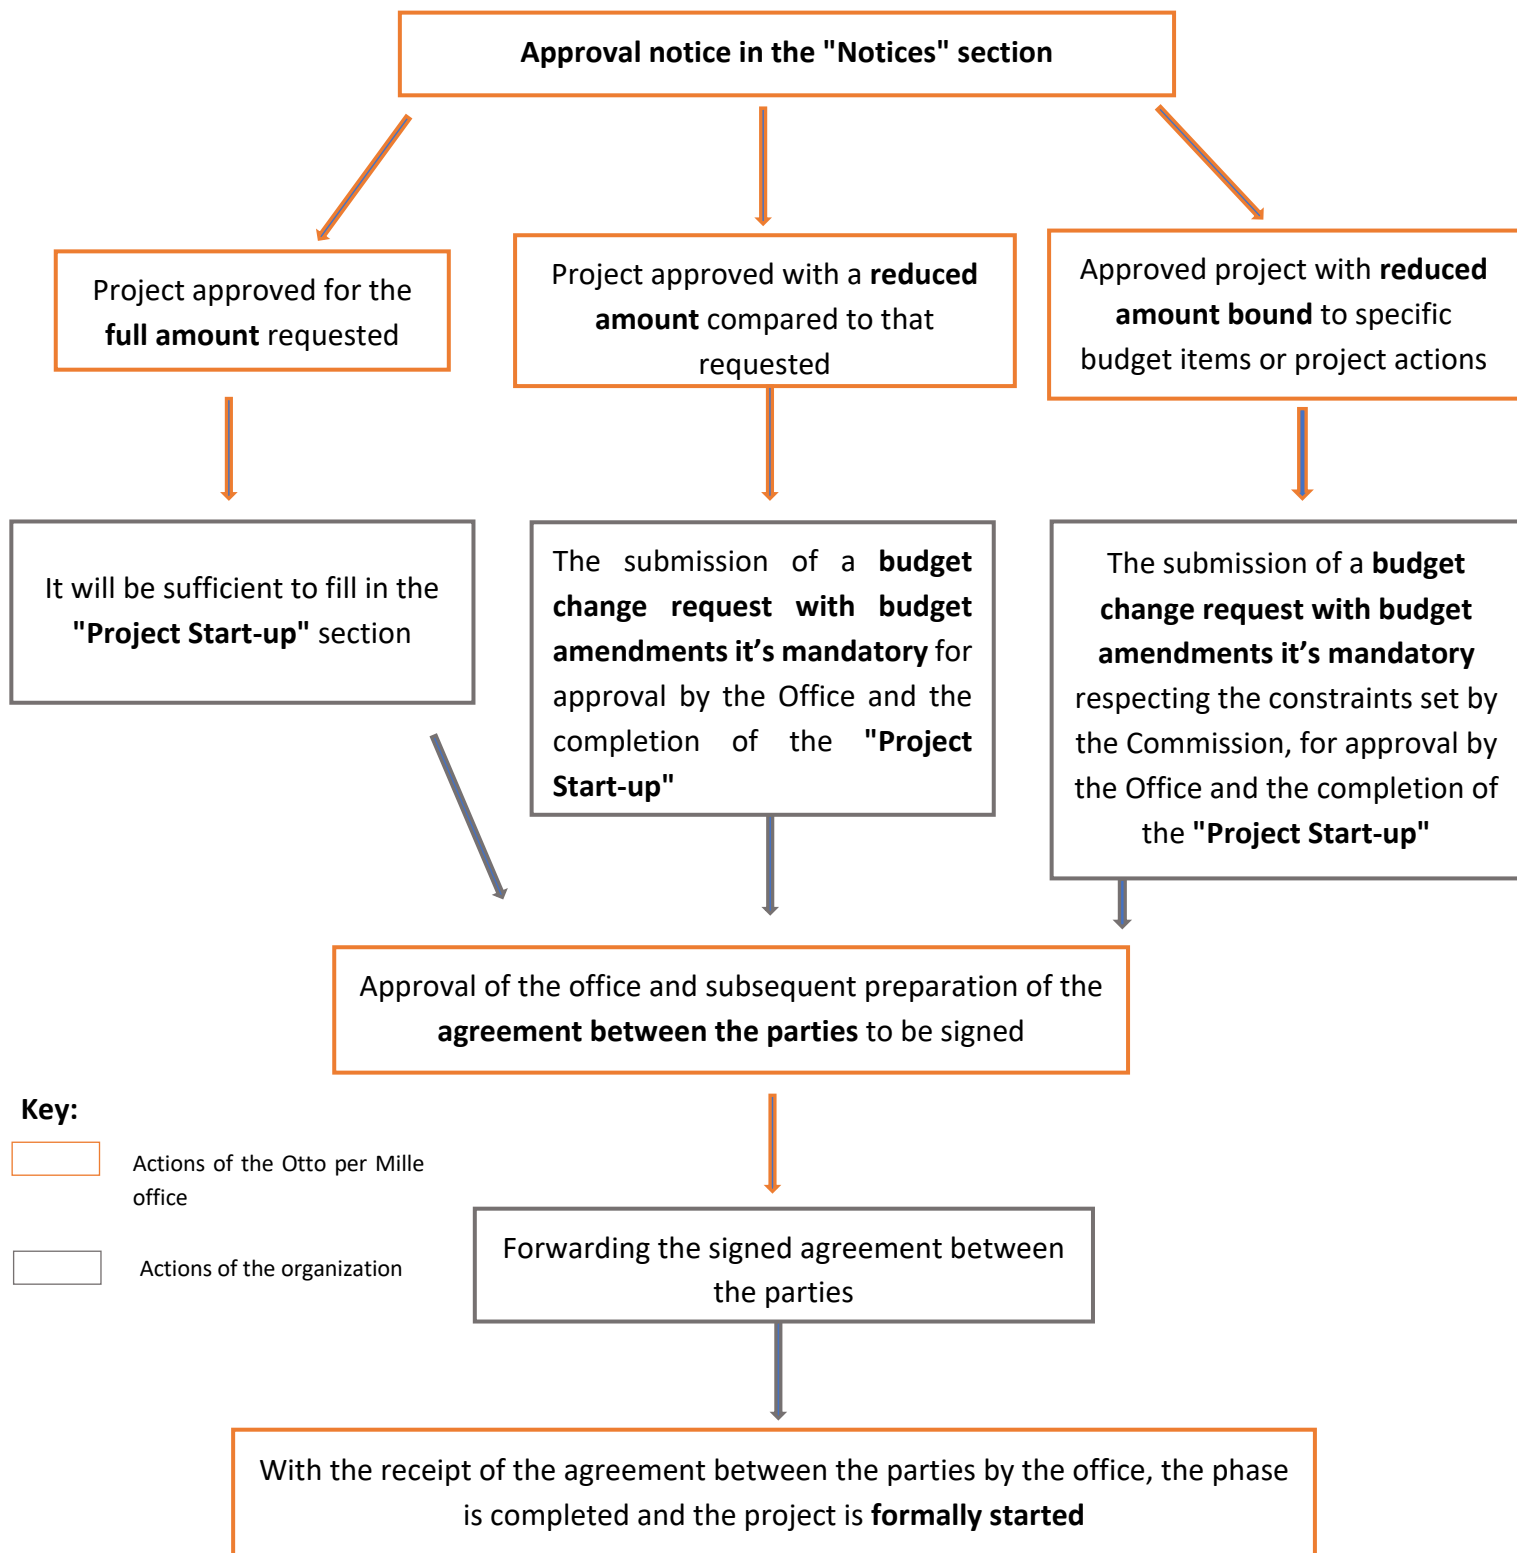 Approval notice in the "Notices" section
Project approved for the
full amount requested
Project approved with a reduced
amount compared to that
requested
Approved project with reduced
amount bound to specific
budget items or project actions
It will be sufficient to fill in the
"Project Start-up" section
The submission of a budget
change request with budget
amendments it’s mandatory for
approval by the Office and the
completion of the "Project
Start-up"
The submission of a budget
change request with budget
amendments it’s mandatory
respecting the constraints set by
the Commission, for approval by
the Office and the completion of
the "Project Start-up"
Approval of the office and subsequent preparation of the
agreement between the parties to be signed
Key:
Actions of the Otto per Mille
office
Actions of the organization
Forwarding the signed agreement between
the parties
With the receipt of the agreement between the parties by the office, the phase
is completed and the project is formally started